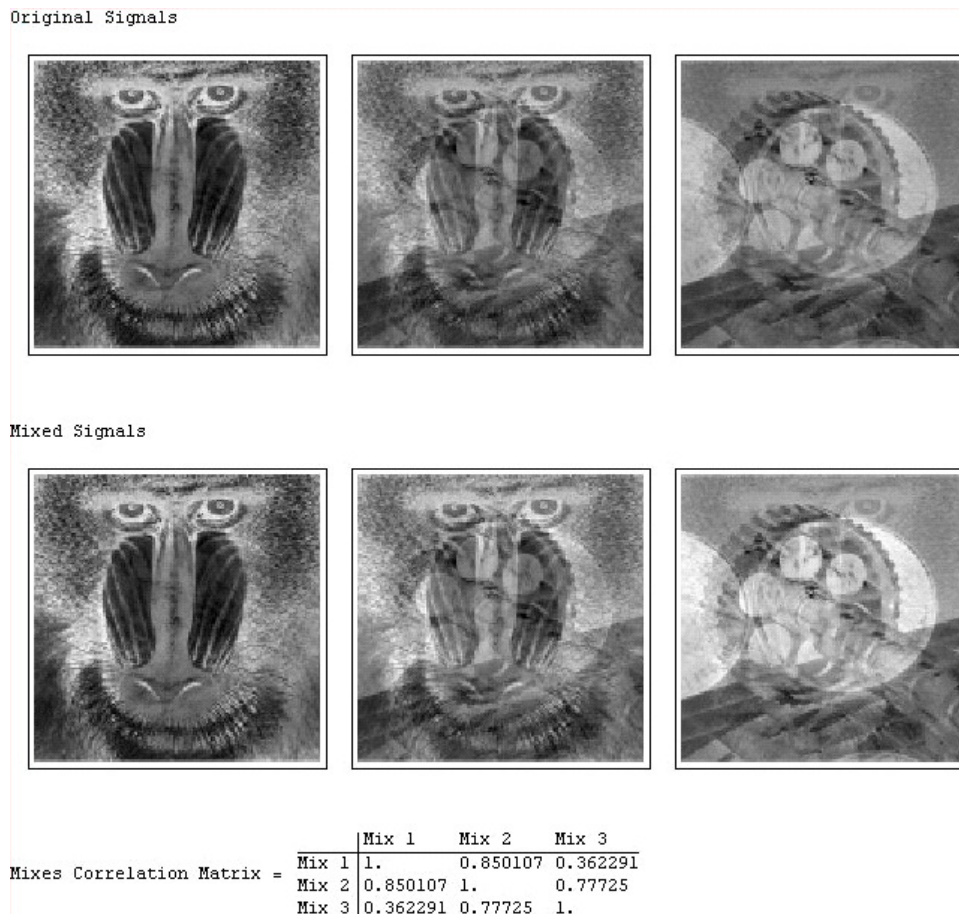 Original Signals
Mixed Signals
Mix 1 Mix 2 Mix 3
Mix 1 1. 0.850107 0.362291
Mixes Correlation Matrix = Mix 2 0.850107 1. 0.77725
Mix 3 0.362291 0.77725 1.